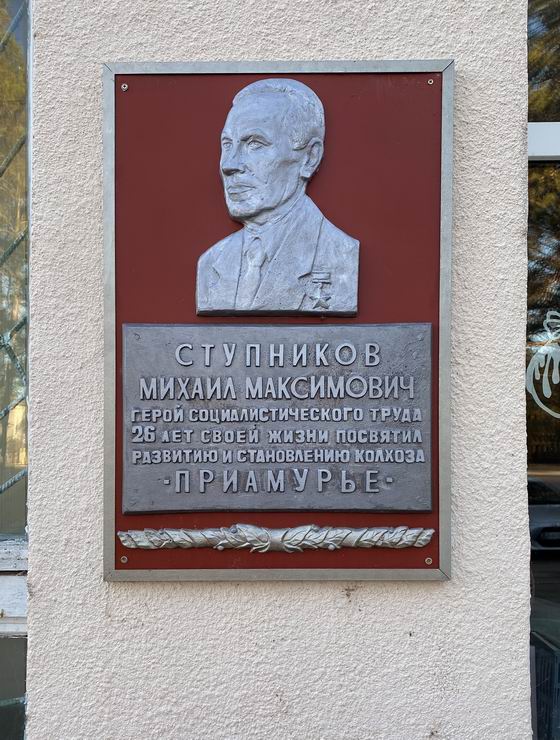 СТУПНИКОВ
МИХАИЛ МАКСИМОВИЧ
ГЕРОЙ СОЦИАЛИСТИЧЕСКОГО ТРУДА
26 ЛЕТ СВОЕЙ ЖИЗНИ ПОСВЯТИЛ
РАЗВИТИЮ И СТАНОВЛЕНИЮ КОЛХОЗА
·ПРИАМУРЬЕ·